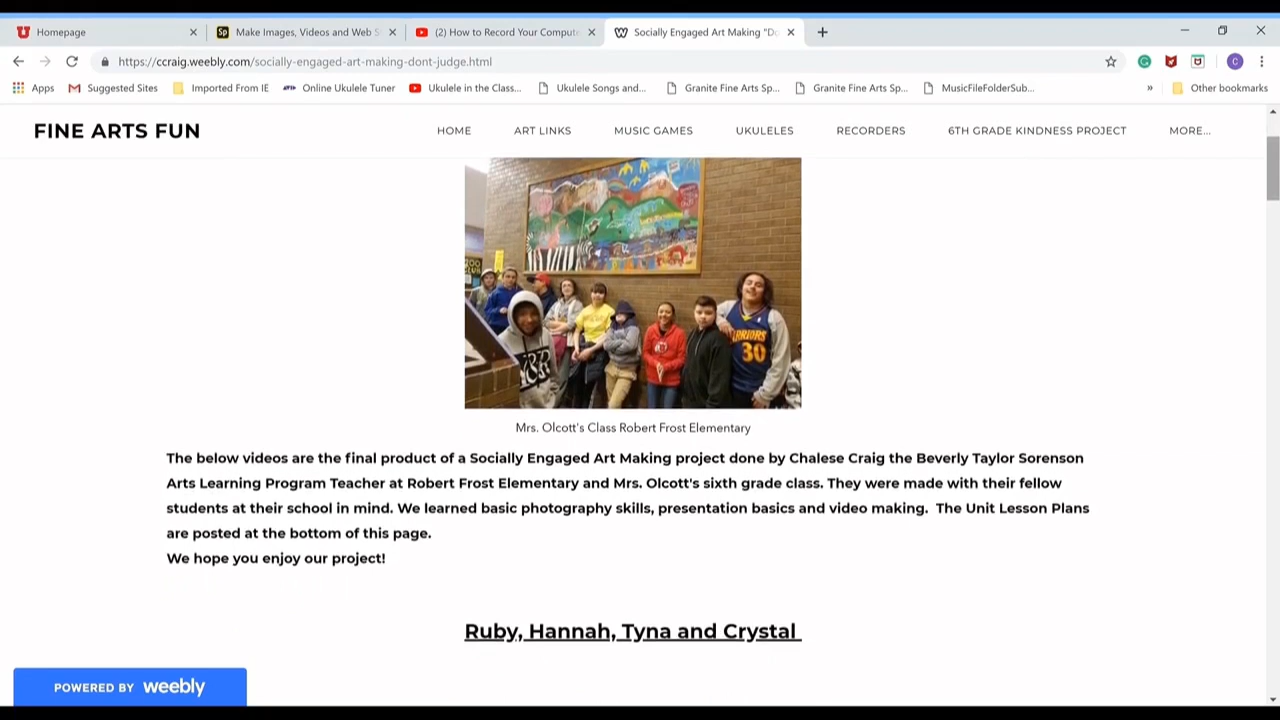 Homepage
Make Images, Videos and Web S
(2) How to Record Your Compute
Socially Engaged Art Making "Do
https://ccraig.weebly.com/socially-engaged-art-making-dont-judge.html
Apps
Suggested Sites
Imported From IE
Online Ukulele Tuner
Ukulele in the Class...
Ukulele Songs and...
Granite Fine Arts Sp...
Granite Fine Arts Sp...
MusicFileFolderSub...
»
Other bookmarks
FINE ARTS FUN
HOME
ART LINKS
MUSIC GAMES
UKULELES
RECORDERS
6TH GRADE KINDNESS PROJECT
MORE...
30
Mrs. Olcott's Class Robert Frost Elementary
The below videos are the final product of a Socially Engaged Art Making project done by Chalese Craig the Beverly Taylor Sorenson
Arts Learning Program Teacher at Robert Frost Elementary and Mrs. Olcott's sixth grade class. They were made with their fellow
students at their school in mind. We learned basic photography skills, presentation basics and video making. The Unit Lesson Plans
are posted at the bottom of this page.
We hope you enjoy our project!
Ruby, Hannah, Tyna and Crystal
POWERED BY weebly